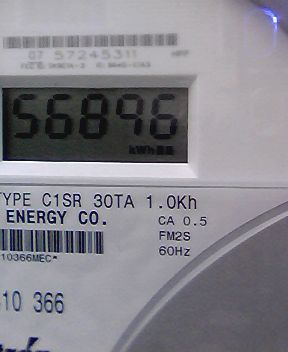 07 57245311
56896
kWh
TYPE C1SR 30TA 1.0Kh
ENERGY CO. CA 0.5
FM2S
60Hz
10366MEC*
10 366